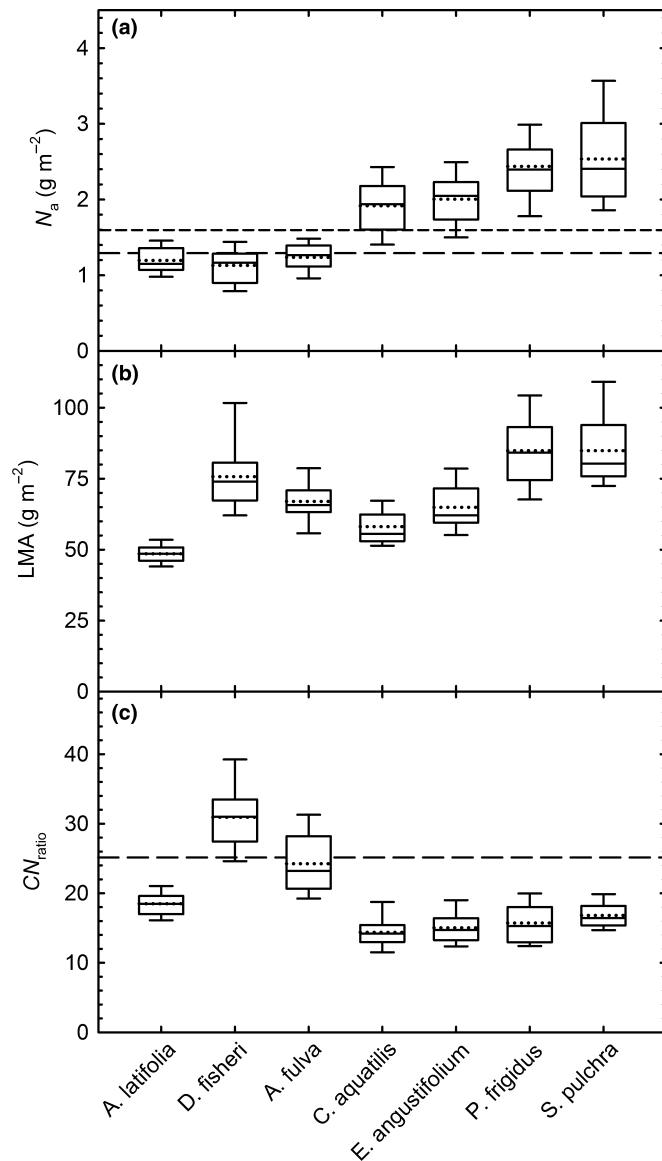 (a)
4
3
2
1
0
Nₐ (g m⁻²)
(b)
100
75
50
25
0
LMA (g m⁻²)
(c)
40
30
20
10
0
CN_ratio
A. latifolia
D. fisheri
A. fulva
C. aquatilis
E. angustifolium
P. frigidus
S. pulchra